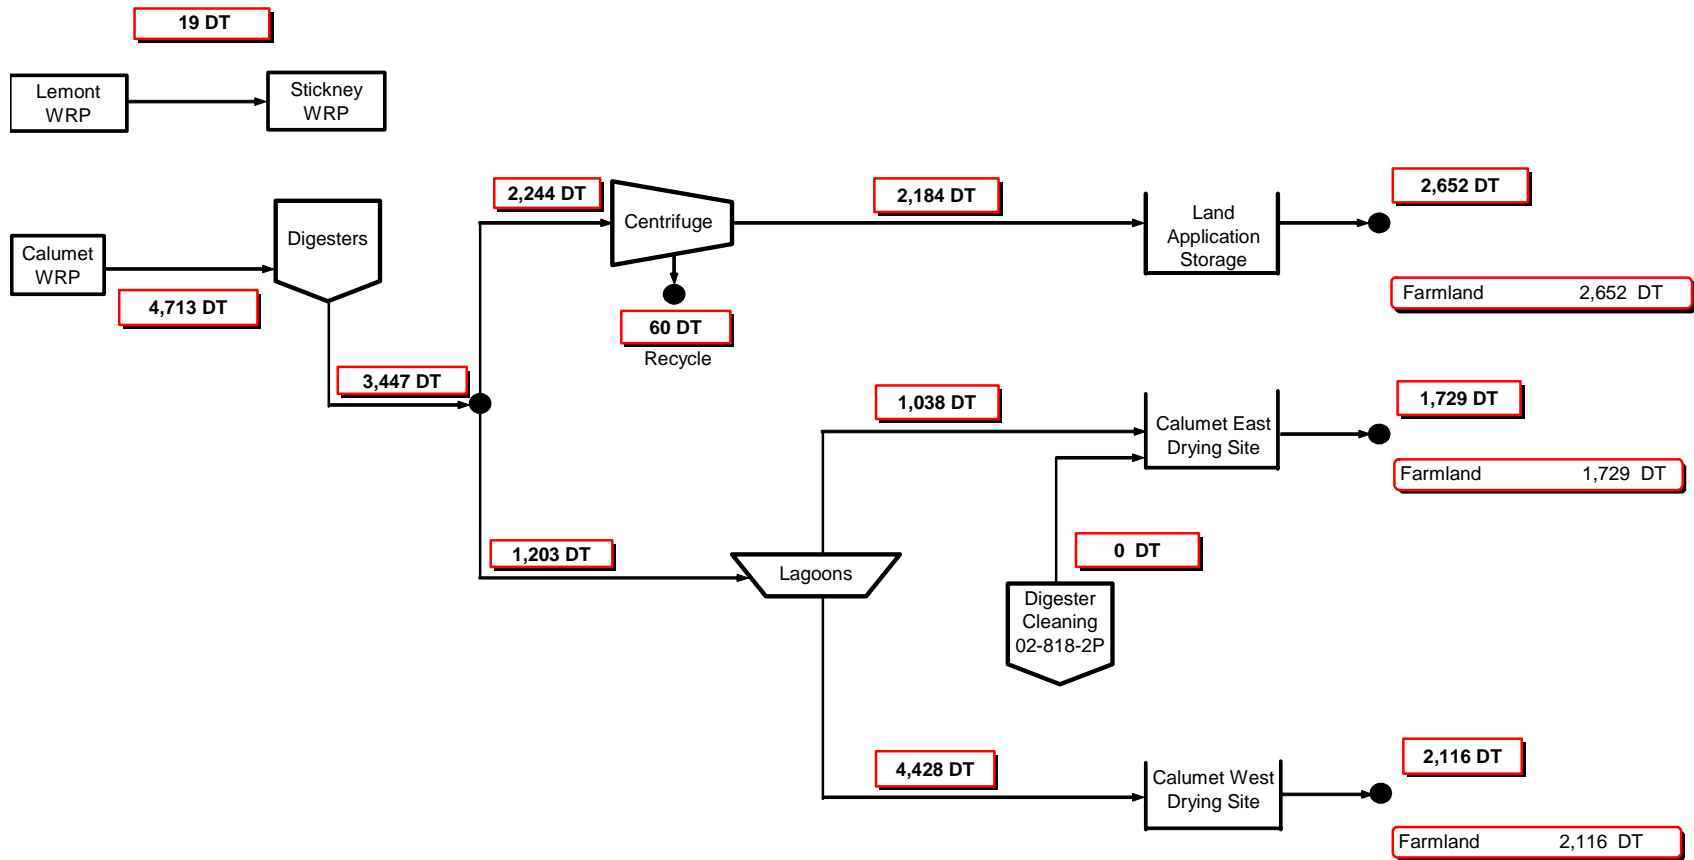 19 DT
Lemont
WRP
Stickney
WRP
Calumet
WRP
4,713 DT
Digesters
3,447 DT
2,244 DT
Centrifuge
60 DT
Recycle
2,184 DT
Land
Application
Storage
2,652 DT
Farmland 2,652 DT
1,203 DT
Lagoons
1,038 DT
Calumet East
Drying Site
1,729 DT
Farmland 1,729 DT
0 DT
Digester
Cleaning
02-818-2P
4,428 DT
Calumet West
Drying Site
2,116 DT
Farmland 2,116 DT